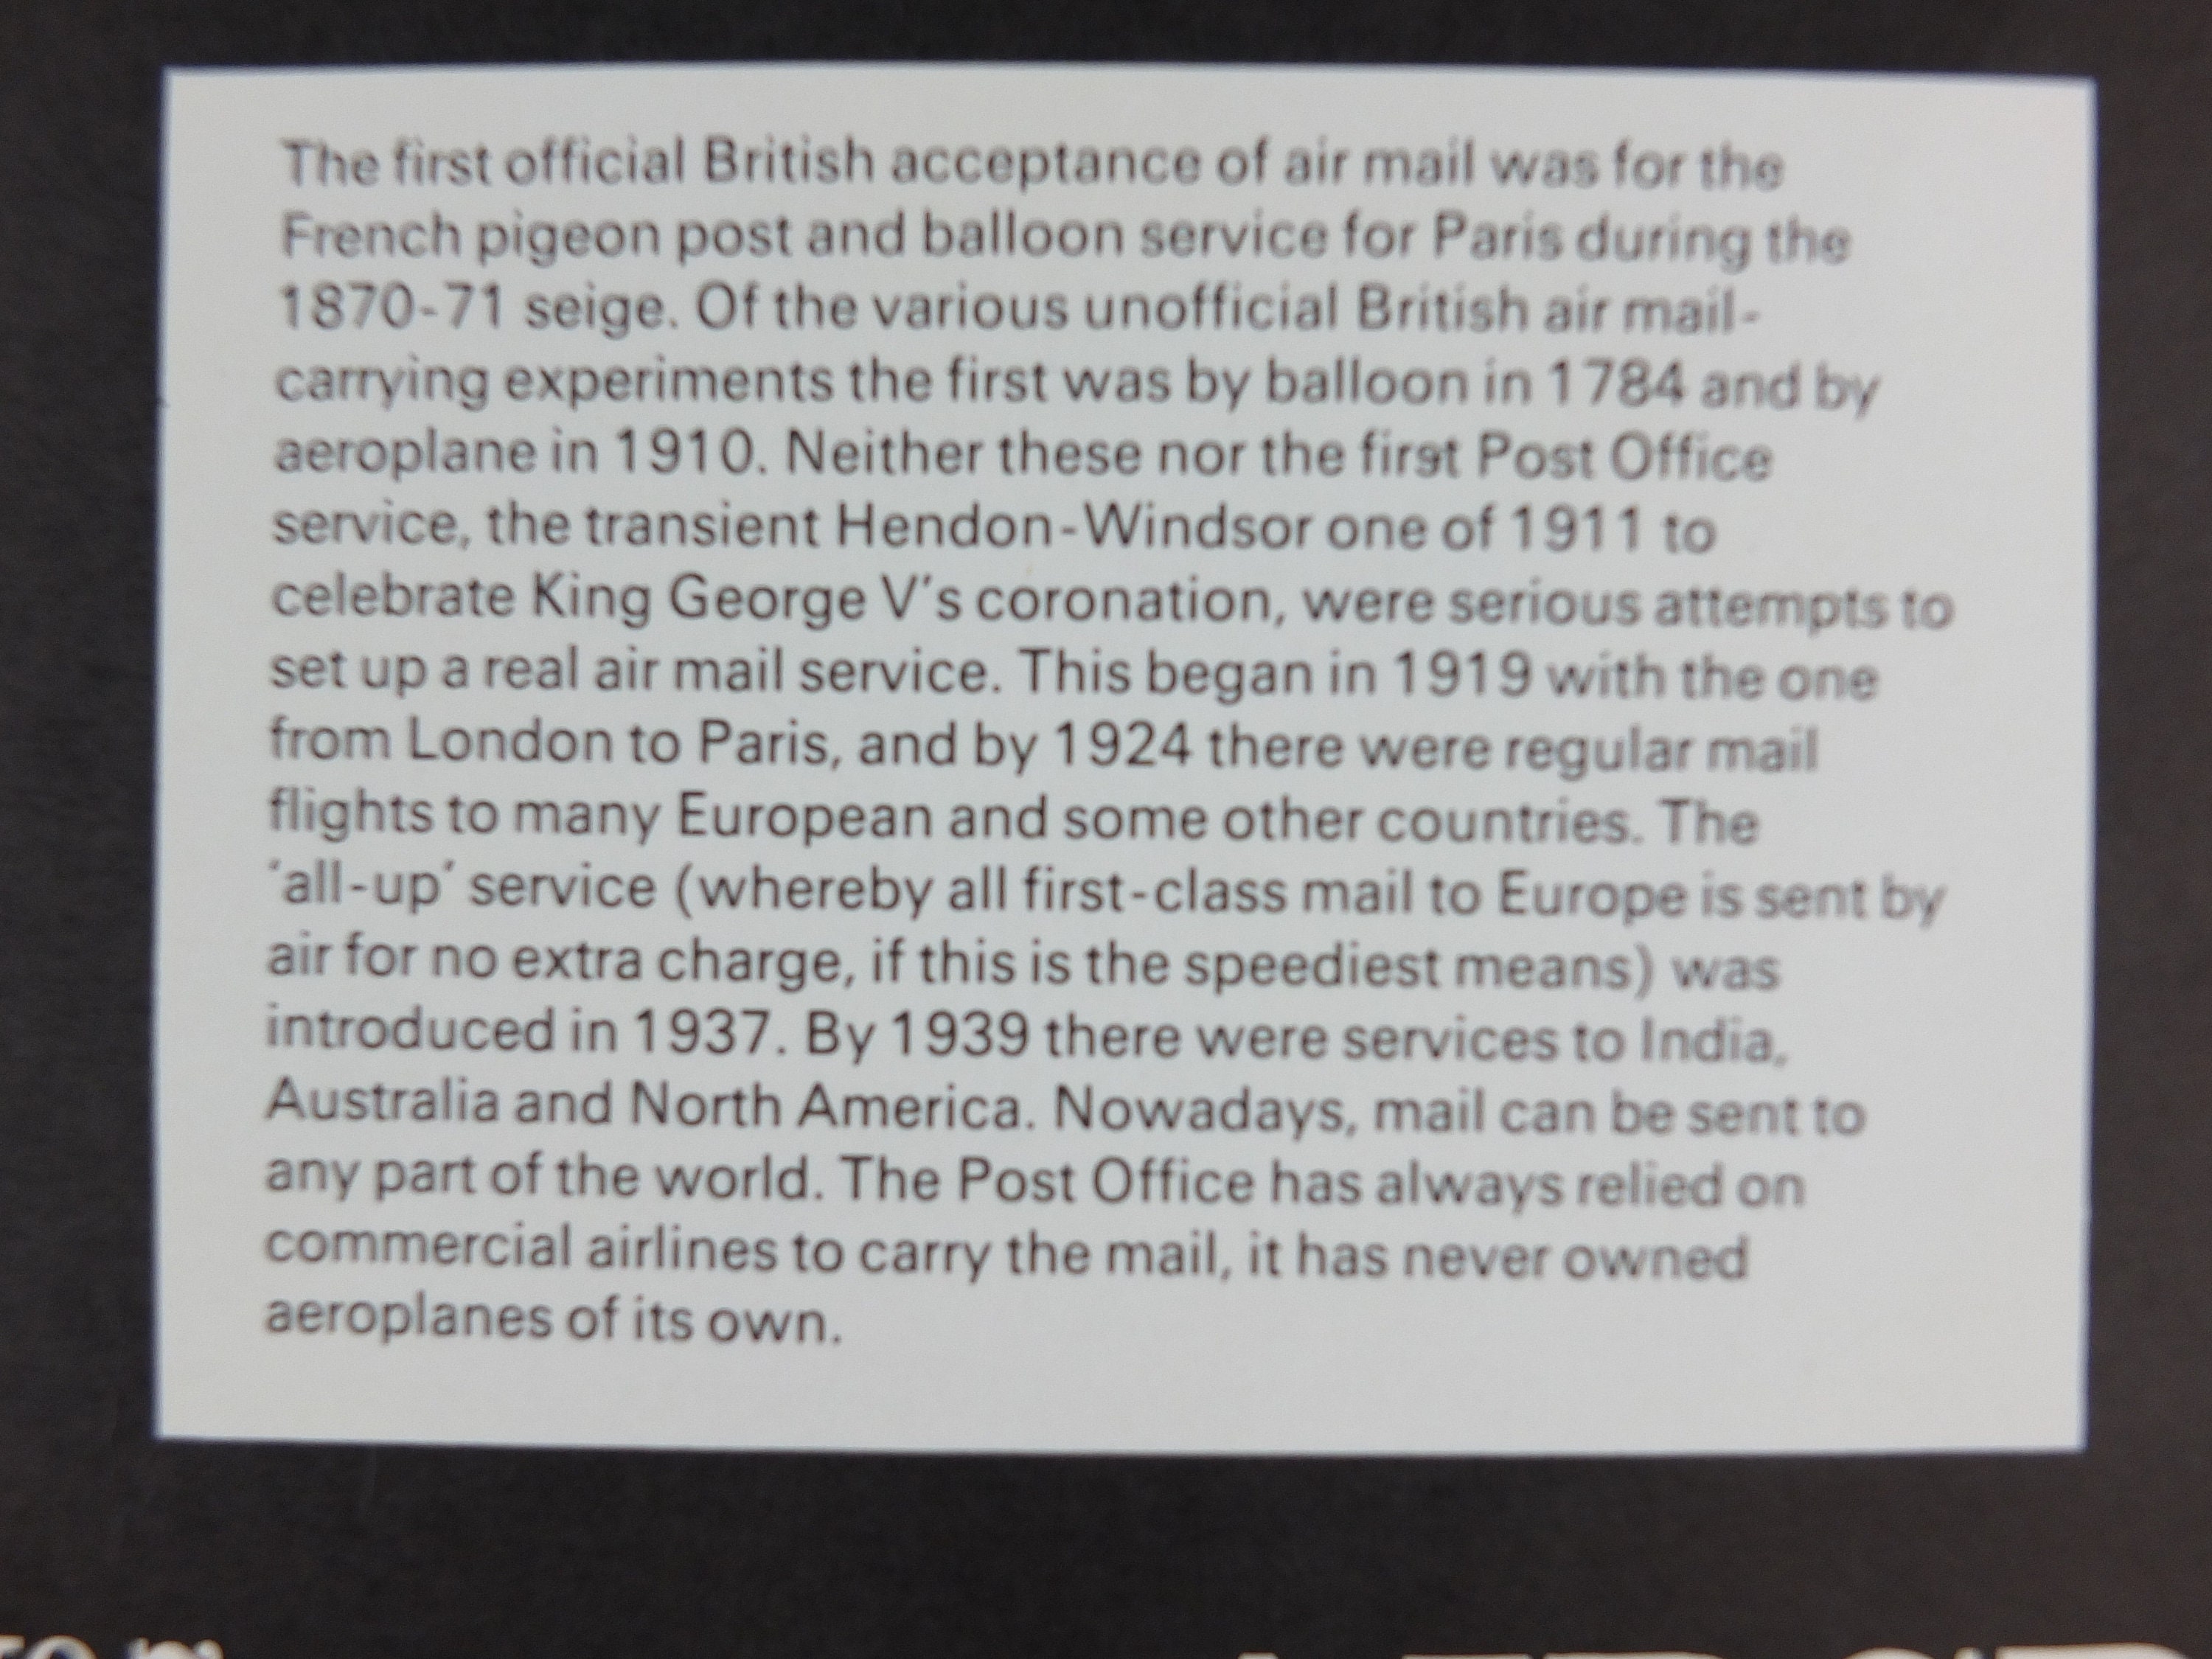 The first official British acceptance of air mail was for the
French pigeon post and balloon service for Paris during the
1870-71 seige. Of the various unofficial British air mail-
carrying experiments the first was by balloon in 1784 and by
aeroplane in 1910. Neither these nor the first Post Office
service, the transient Hendon-Windsor one of 1911 to
celebrate King George V's coronation, were serious attempts to
set up a real air mail service. This began in 1919 with the one
from London to Paris, and by 1924 there were regular mail
flights to many European and some other countries. The
'all-up' service (whereby all first-class mail to Europe is sent by
air for no extra charge, if this is the speediest means) was
introduced in 1937. By 1939 there were services to India,
Australia and North America. Nowadays, mail can be sent to
any part of the world. The Post Office has always relied on
commercial airlines to carry the mail, it has never owned
aeroplanes of its own.